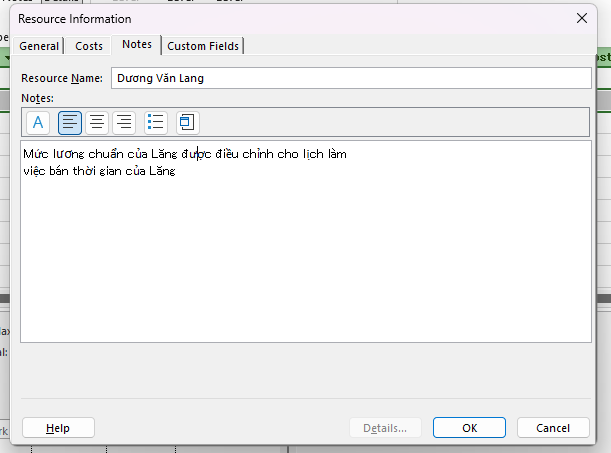 Resource Information
General
Costs
Notes
Custom Fields
Resource Name:
Dương Văn Lang
Notes:
A
Mức lương chuẩn của Lăng được điều chỉnh cho lịch làm
việc bán thời gian của Lăng
Help
Details...
OK
Cancel